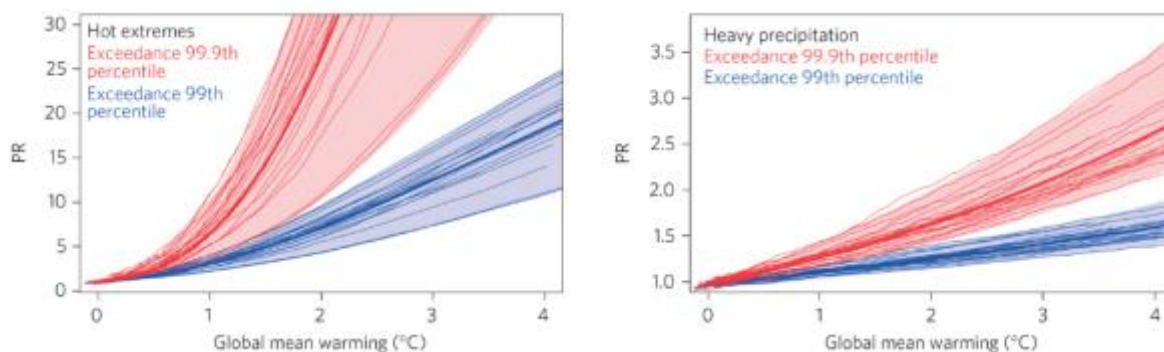 30
25
20
15
10
5
0
PR
Hot extremes
Exceedance 99.9th
percentile
Exceedance 99th
percentile
0 1 2 3 4
Global mean warming (°C)
3.5
3.0
2.5
2.0
1.5
1.0
PR
Heavy precipitation
Exceedance 99.9th percentile
Exceedance 99th percentile
0 1 2 3 4
Global mean warming (°C)